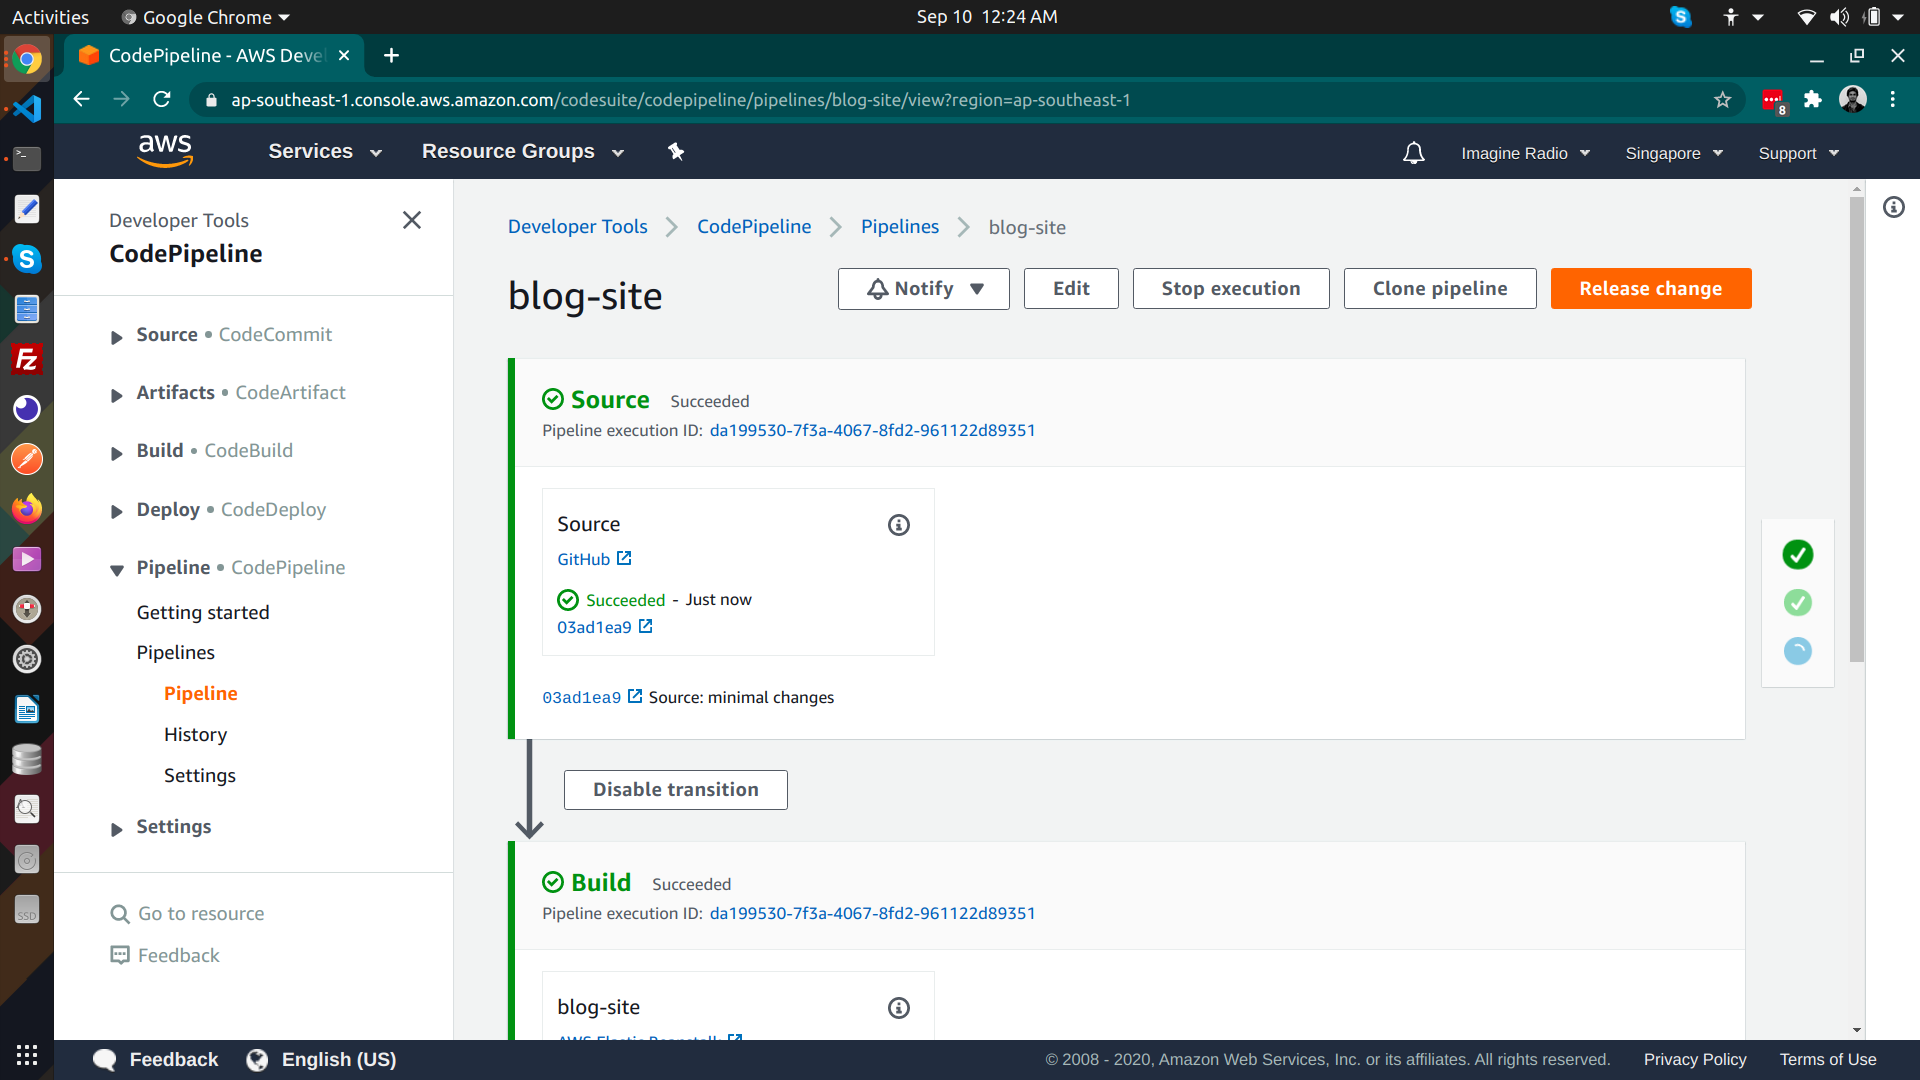 Activities
Google Chrome
Sep 10 12:24 AM
CodePipeline - AWS Deve
ap-southeast-1.console.aws.amazon.com/codesuite/codepipeline/pipelines/blog-site/view?region=ap-southeast-1
8
aws
Services
Resource Groups
Imagine Radio
Singapore
Support
Developer Tools
CodePipeline
Source • CodeCommit
Artifacts • CodeArtifact
Build • CodeBuild
Deploy • CodeDeploy
Pipeline • CodePipeline
Getting started
Pipelines
Pipeline
History
Settings
Settings
Go to resource
Feedback
Developer Tools
CodePipeline
Pipelines
blog-site
blog-site
Notify
Edit
Stop execution
Clone pipeline
Release change
Source Succeeded
Pipeline execution ID: da199530-7f3a-4067-8fd2-961122d89351
Source
GitHub
Succeeded - Just now
03ad1ea9
03ad1ea9 Source: minimal changes
Disable transition
Build Succeeded
Pipeline execution ID: da199530-7f3a-4067-8fd2-961122d89351
blog-site
AWS Elastic Beanstalk
SSD
Feedback
English (US)
© 2008 - 2020, Amazon Web Services, Inc. or its affiliates. All rights reserved.
Privacy Policy
Terms of Use